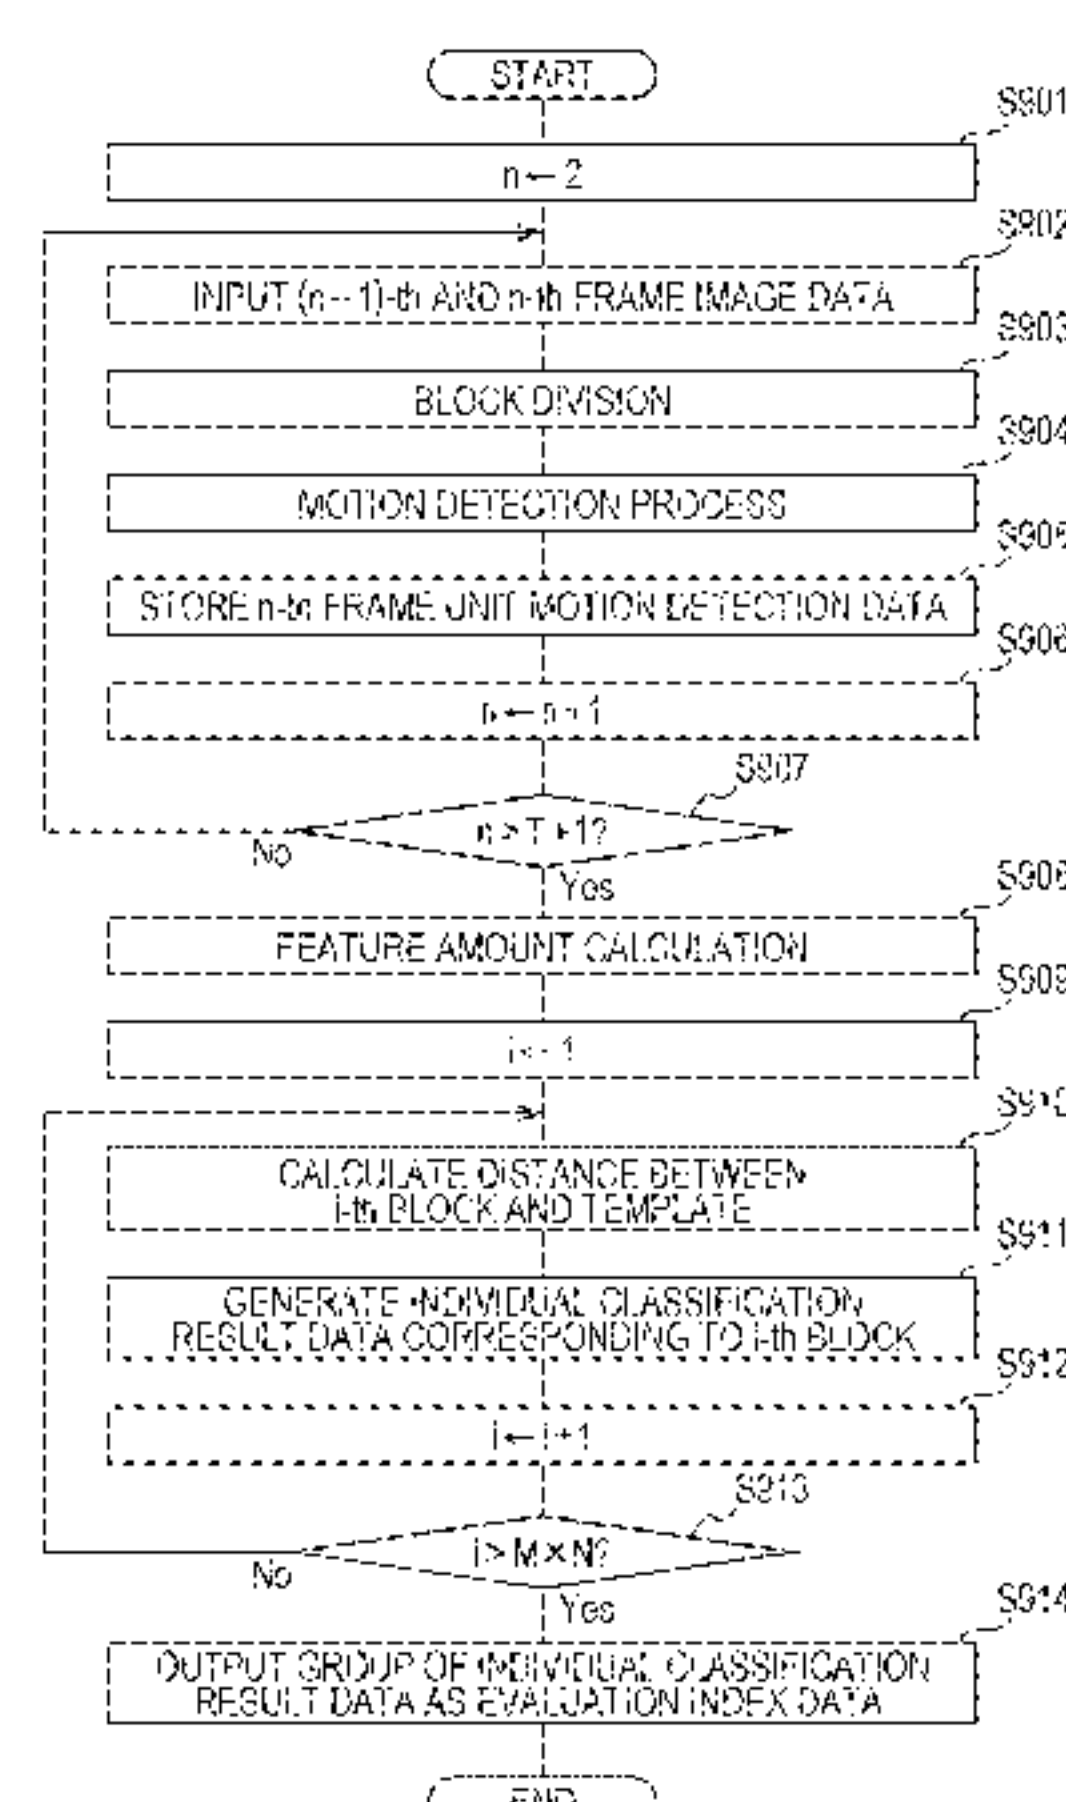 START
S901
n ← 2
S902
INPUT (n - 1)-th AND n-th FRAME IMAGE DATA
S903
BLOCK DIVISION
S904
MOTION DETECTION PROCESS
S905
STORE n-th FRAME UNIT MOTION DETECTION DATA
S906
n ← n + 1
S907
n > T + 1?
No
Yes
S908
FEATURE AMOUNT CALCULATION
S909
i ← 1
S910
CALCULATE DISTANCE BETWEEN
i-th BLOCK AND TEMPLATE
S911
GENERATE INDIVIDUAL CLASSIFICATION
RESULT DATA CORRESPONDING TO i-th BLOCK
S912
i ← i + 1
S913
i > M × N?
No
Yes
S914
OUTPUT GROUP OF INDIVIDUAL CLASSIFICATION
RESULT DATA AS EVALUATION INDEX DATA
END